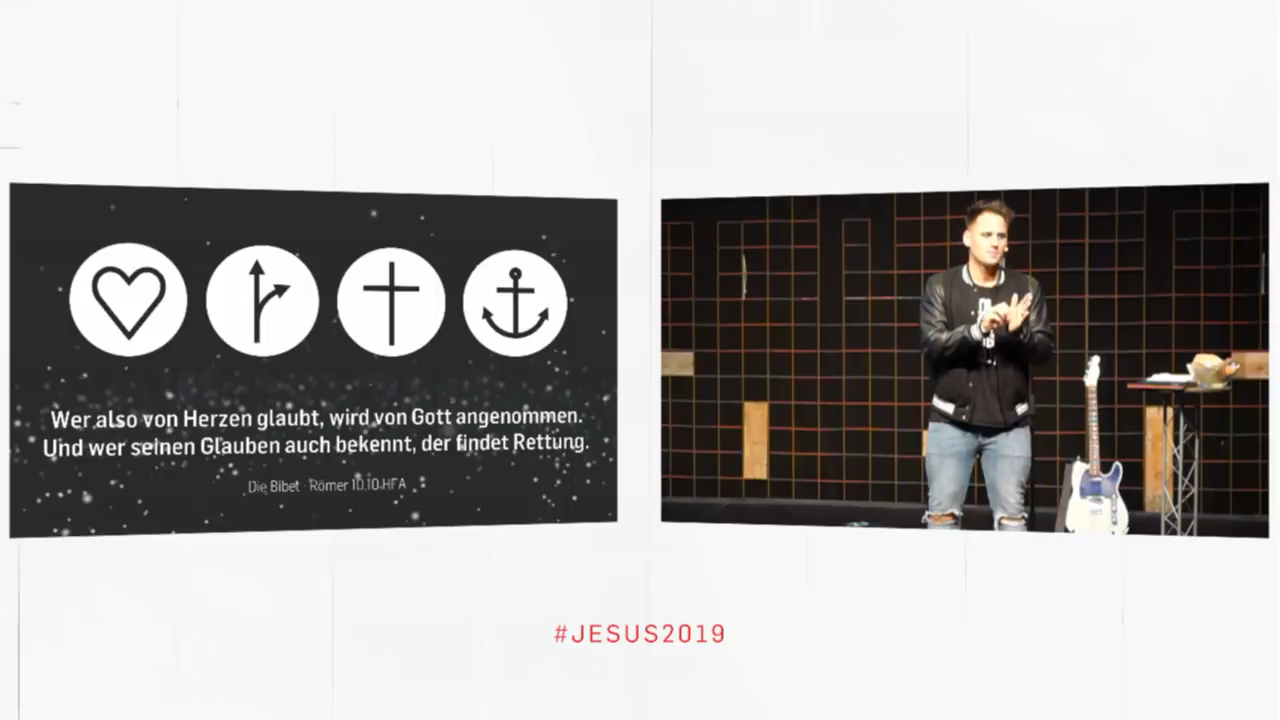 Wer also von Herzen glaubt, wird von Gott angenommen.
Und wer seinen Glauben auch bekennt, der findet Rettung.
Die Bibel · Römer 10,10 HFA
#JESUS2019